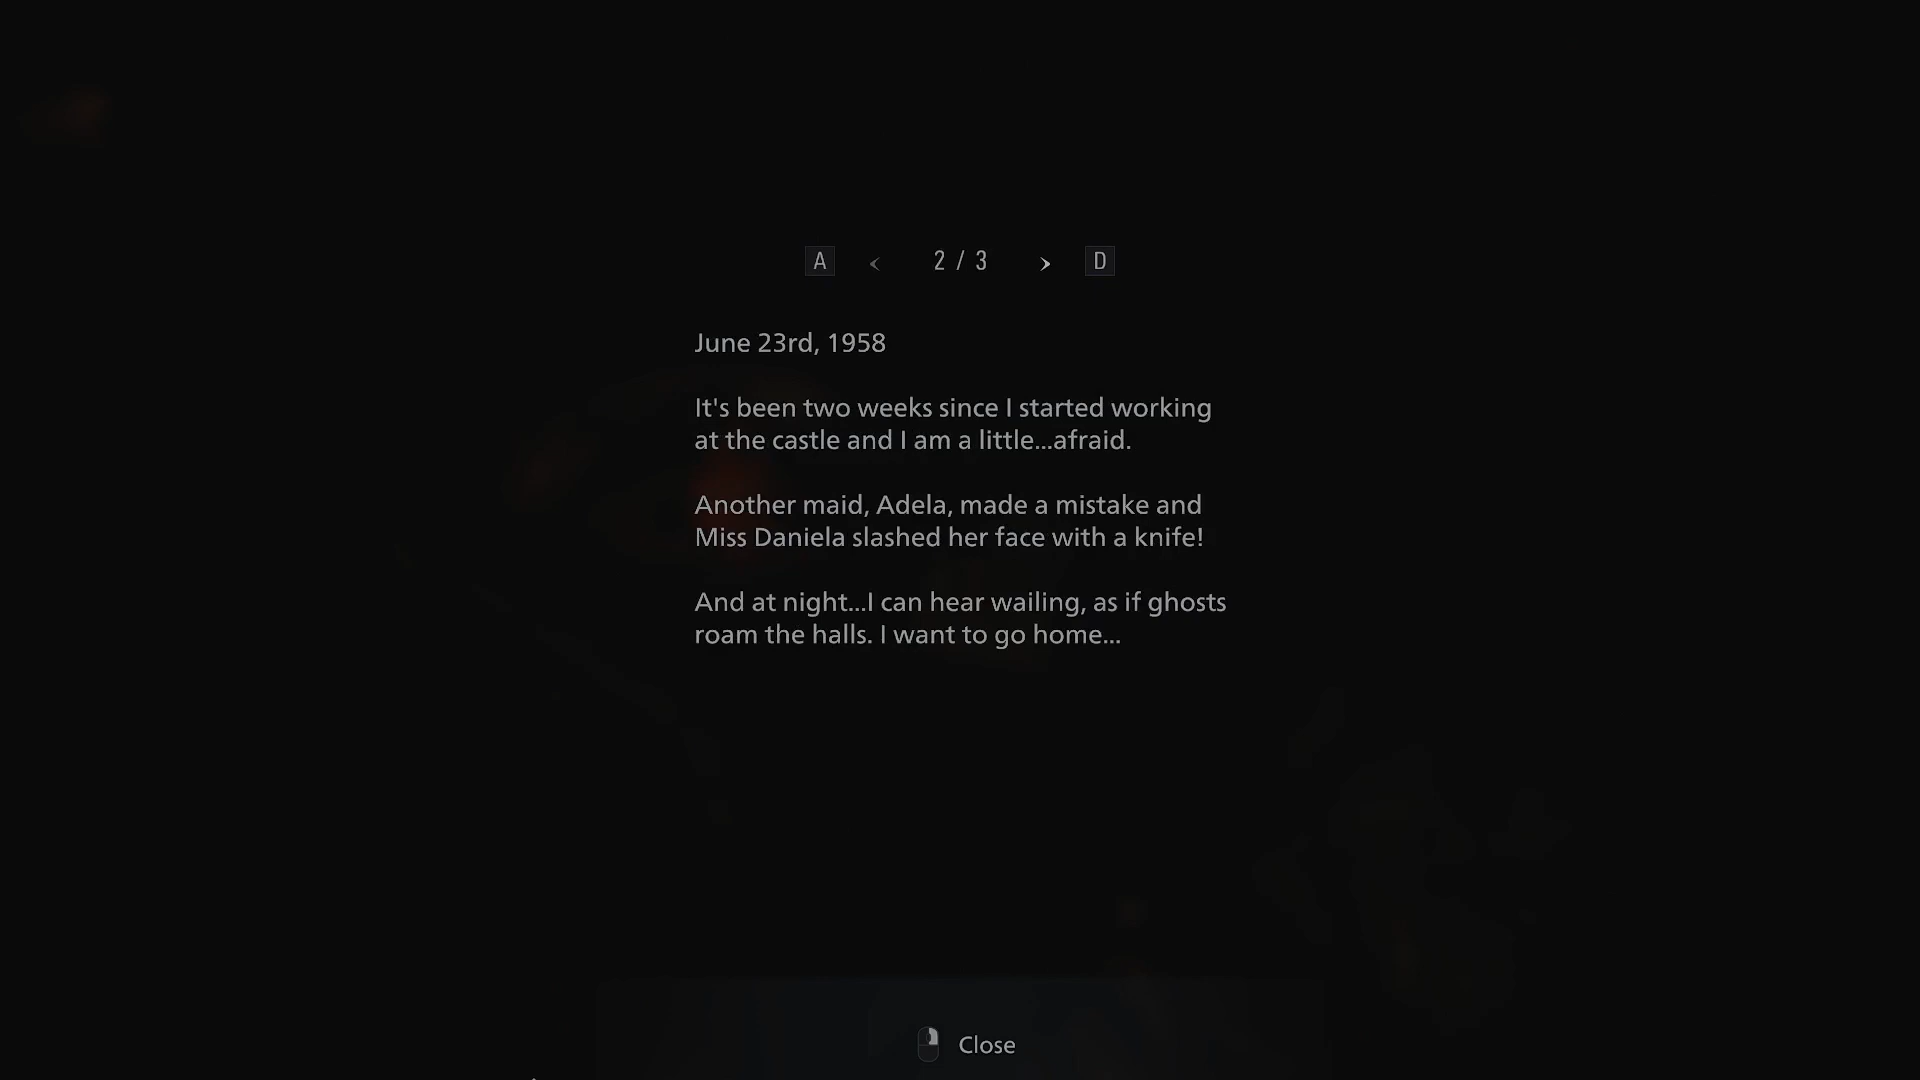 A < 2 / 3 > D
June 23rd, 1958
It's been two weeks since I started working
at the castle and I am a little...afraid.
Another maid, Adela, made a mistake and
Miss Daniela slashed her face with a knife!
And at night...I can hear wailing, as if ghosts
roam the halls. I want to go home...
Close